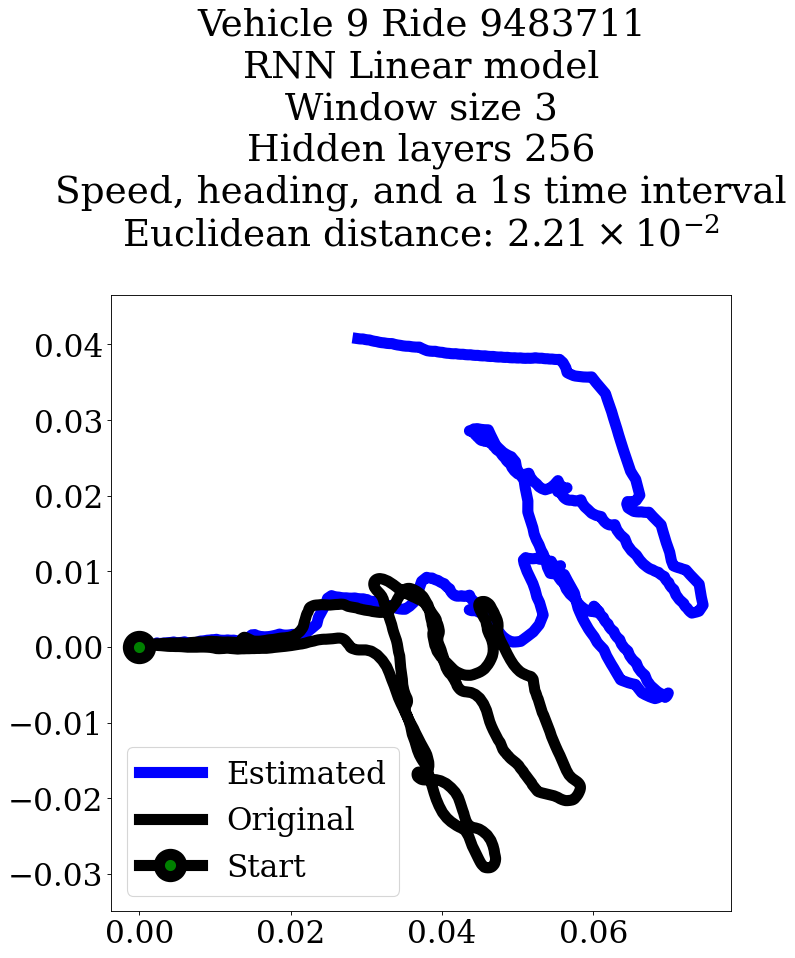 Vehicle 9 Ride 9483711
RNN Linear model
Window size 3
Hidden layers 256
Speed, heading, and a 1s time interval
Euclidean distance: 2.21 × 10⁻²
0.04
0.03
0.02
0.01
0.00
−0.01
−0.02
−0.03
Estimated
Original
Start
0.00 0.02 0.04 0.06